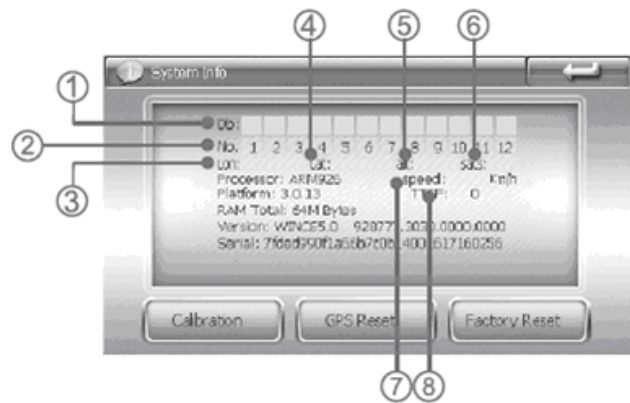 ④ ⑤ ⑥
System Info
①
Db:
② No. 1 2 3 4 5 6 7 8 9 10 11 12
③ Lon: Lat: alt: sats:
Processor: ARM926 speed: Km/h
Platform: 3.0.13 TTFF: 0
RAM Total: 64M Bytes
Version: WINCE5.0
Serial:
Calibration GPS Reset Factory Reset
⑦ ⑧